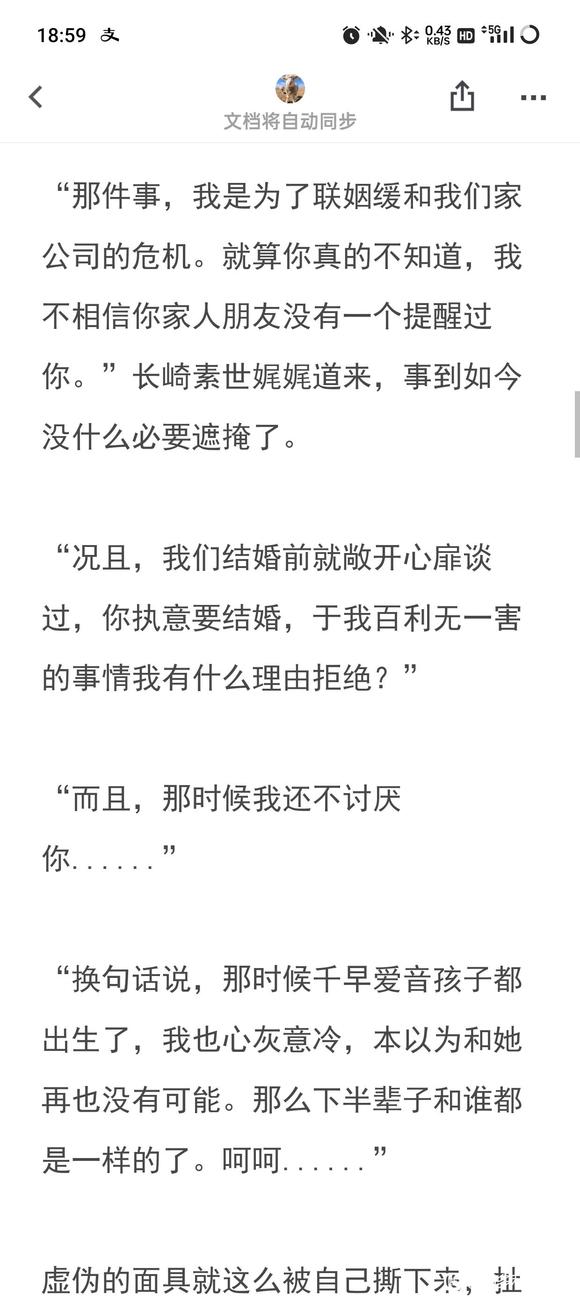 18:59 支 0.43 KB/S HD 5G
文档将自动同步
“那件事，我是为了联姻缓和我们家
公司的危机。就算你真的不知道，我
不相信你家人朋友没有一个提醒过
你。”长崎素世娓娓道来，事到如今
没什么必要遮掩了。
“况且，我们结婚前就敞开心扉谈
过，你执意要结婚，于我百利无一害
的事情我有什么理由拒绝？”
“而且，那时候我还不讨厌
你......”
“换句话说，那时候千早爱音孩子都
出生了，我也心灰意冷，本以为和她
再也没有可能。那么下半辈子和谁都
是一样的了。呵呵......”
虚伪的面具就这么被自己撕下来，扯